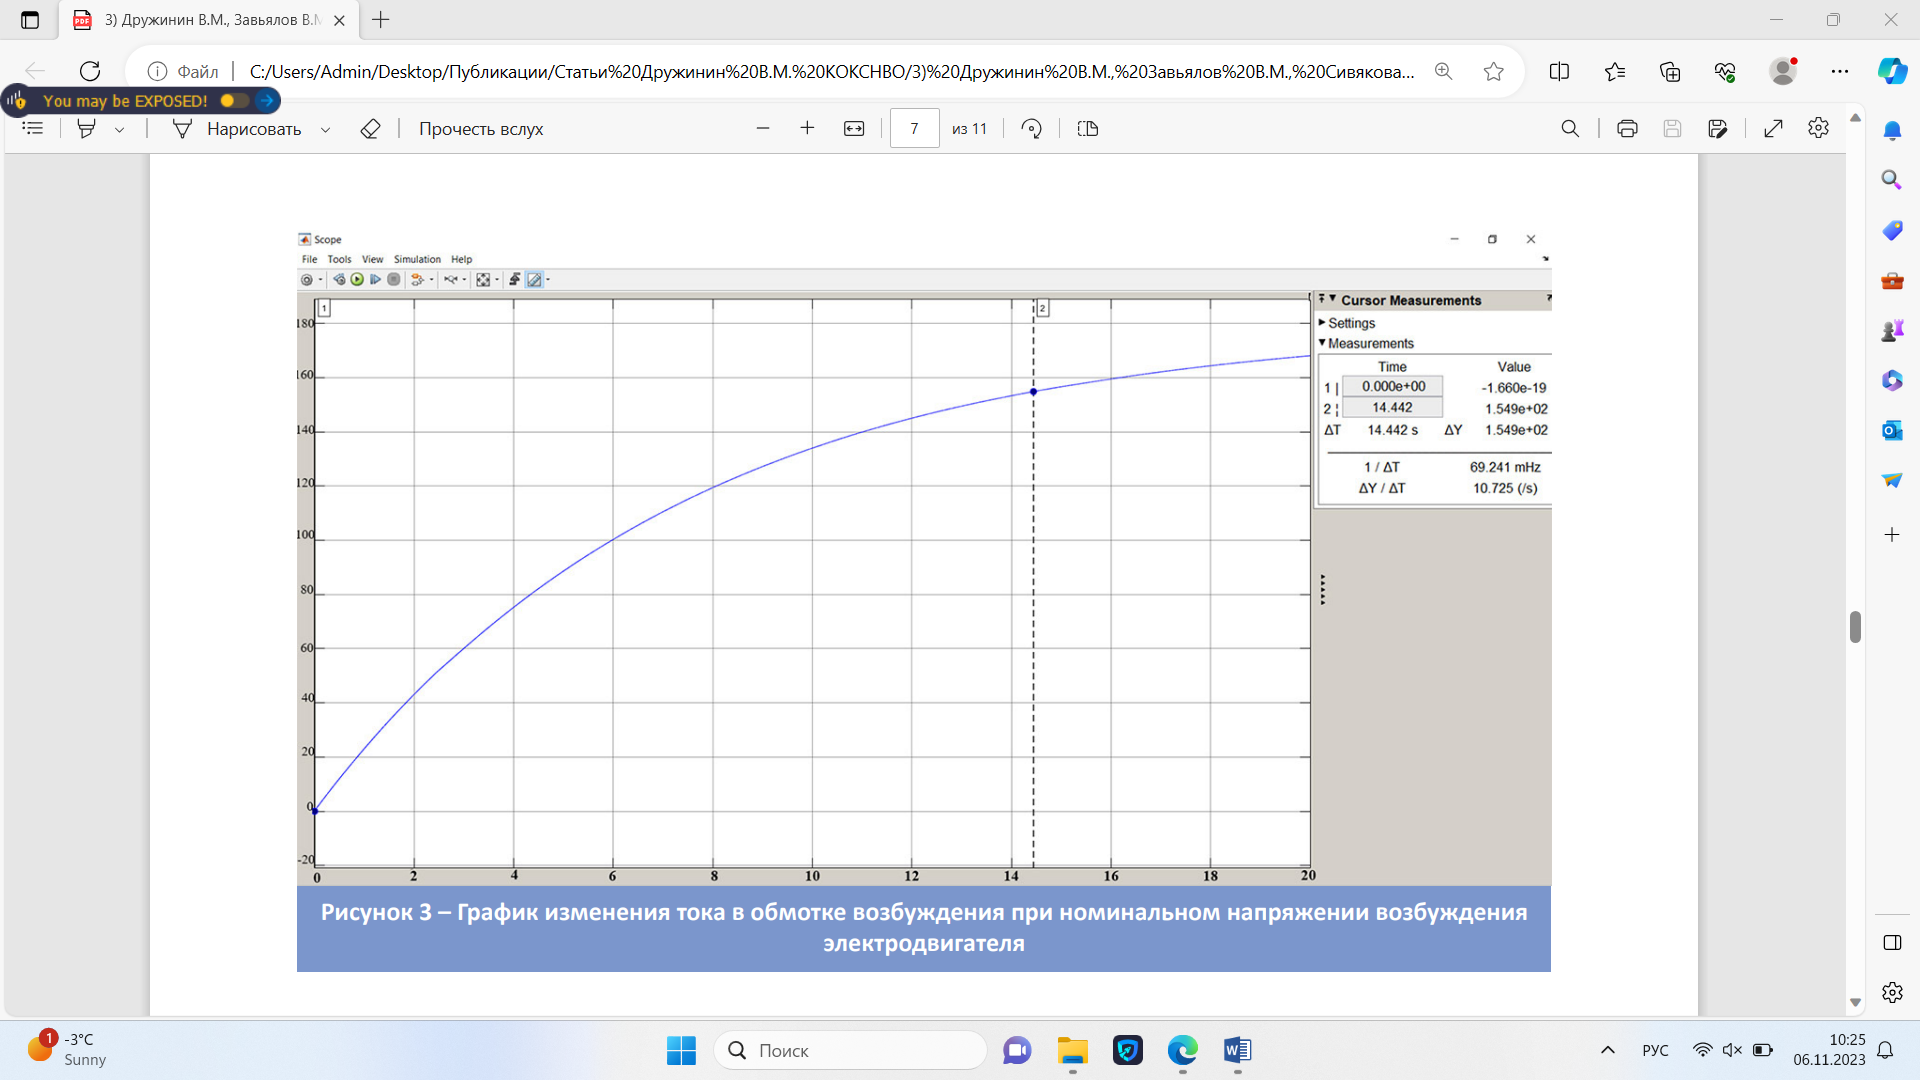 3) Дружинин В.М., Завьялов В.М
Файл
C:/Users/Admin/Desktop/Публикации/Статьи%20Дружинин%20В.М.%20КОКСНВО/3)%20Дружинин%20В.М.,%20Завьялов%20В.М.,%20Сивякова...
You may be EXPOSED!
Нарисовать
Прочесть вслух
7
из 11
Scope
File Tools View Simulation Help
1
2
180
160
140
120
100
80
60
40
20
0
-20
0 2 4 6 8 10 12 14 16 18 20
Cursor Measurements
Settings
Measurements
Time Value
1 | 0.000e+00 -1.660e-19
2 ¦ 14.442 1.549e+02
ΔT 14.442 s ΔY 1.549e+02
1 / ΔT 69.241 mHz
ΔY / ΔT 10.725 (/s)
Рисунок 3 – График изменения тока в обмотке возбуждения при номинальном напряжении возбуждения
электродвигателя
1
-3°C
Sunny
Поиск
РУС
10:25
06.11.2023